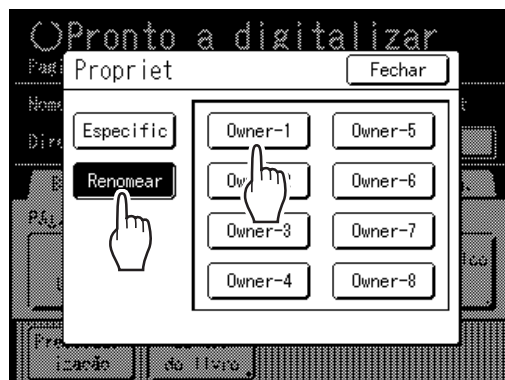 Pronto a digitalizar
Propriet
Fechar
Especific
Renomear
Owner-1
Owner-5
Owner-6
Owner-3
Owner-7
Owner-4
Owner-8
ização
do livro